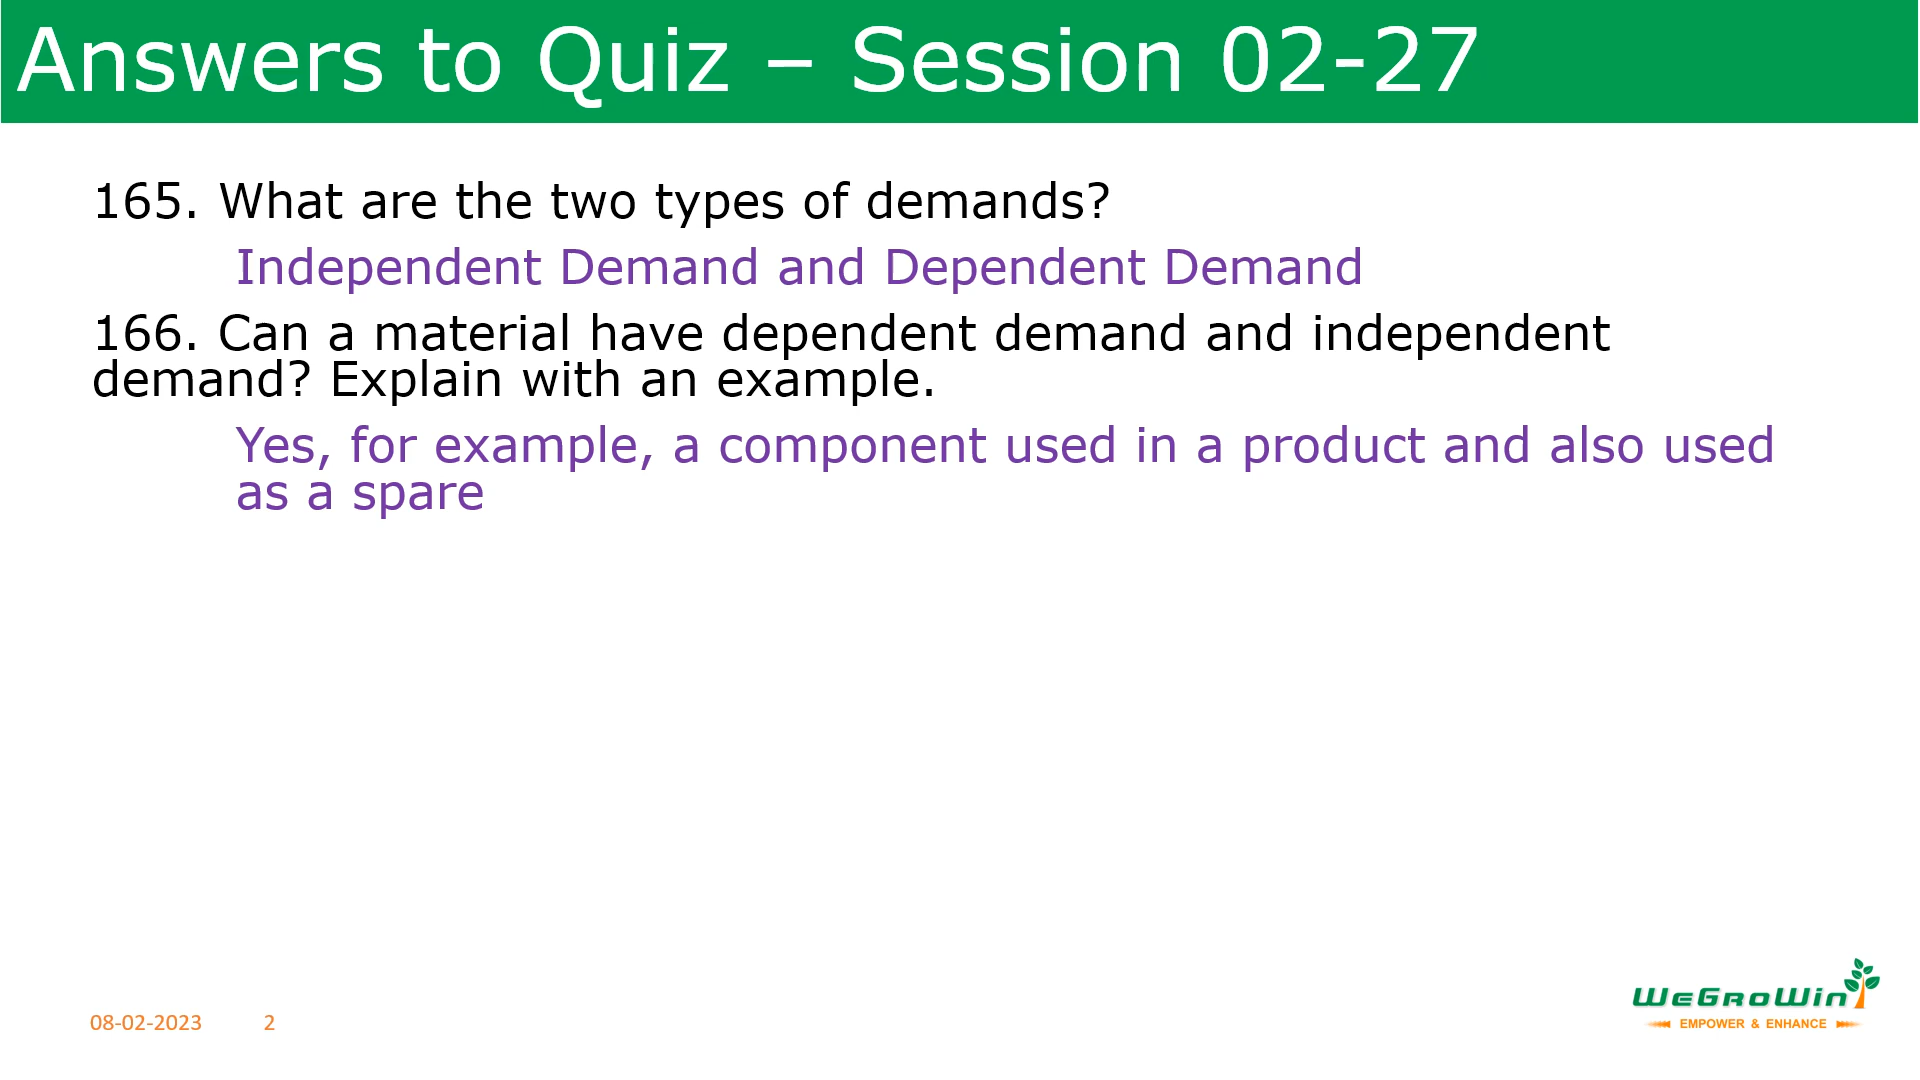 Answers to Quiz – Session 02-27
165. What are the two types of demands?
Independent Demand and Dependent Demand
166. Can a material have dependent demand and independent
demand? Explain with an example.
Yes, for example, a component used in a product and also used
as a spare
WeGroWin
EMPOWER & ENHANCE
08-02-2023 2